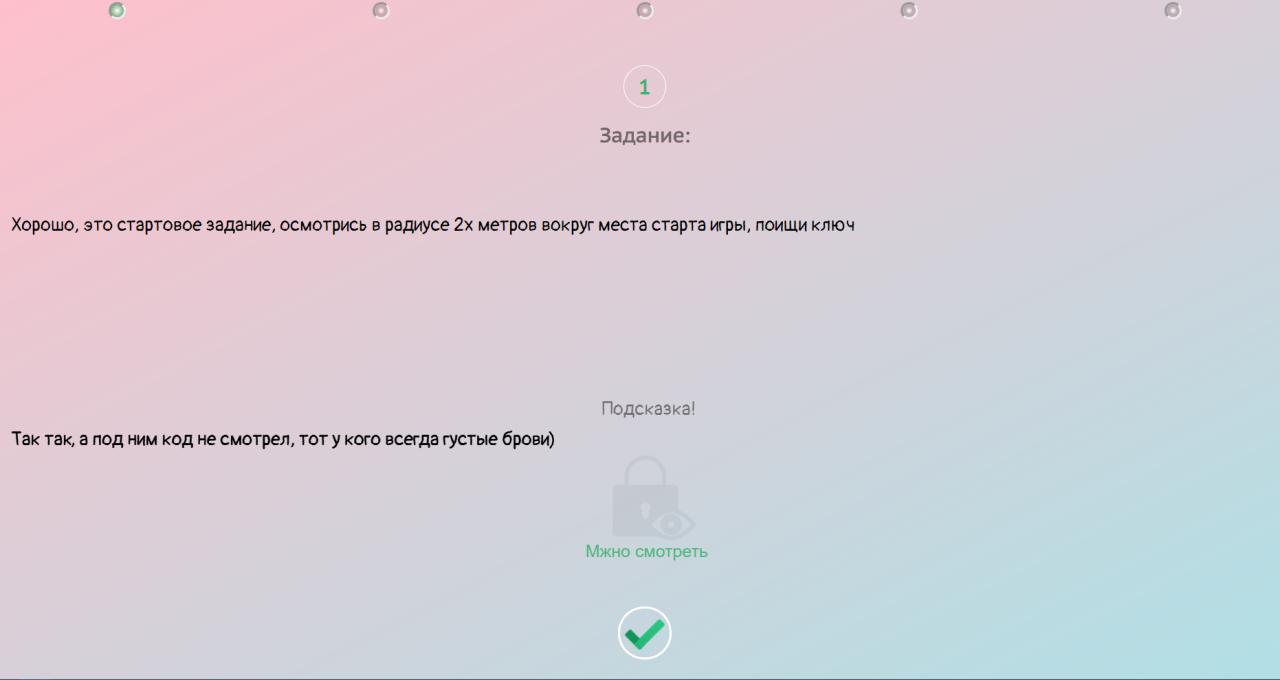 1
Задание:
Хорошо, это стартовое задание, осмотрись в радиусе 2х метров вокруг места старта игры, поищи ключ
Подсказка!
Так так, а под ним код не смотрел, тот у кого всегда густые брови)
Мжно смотреть